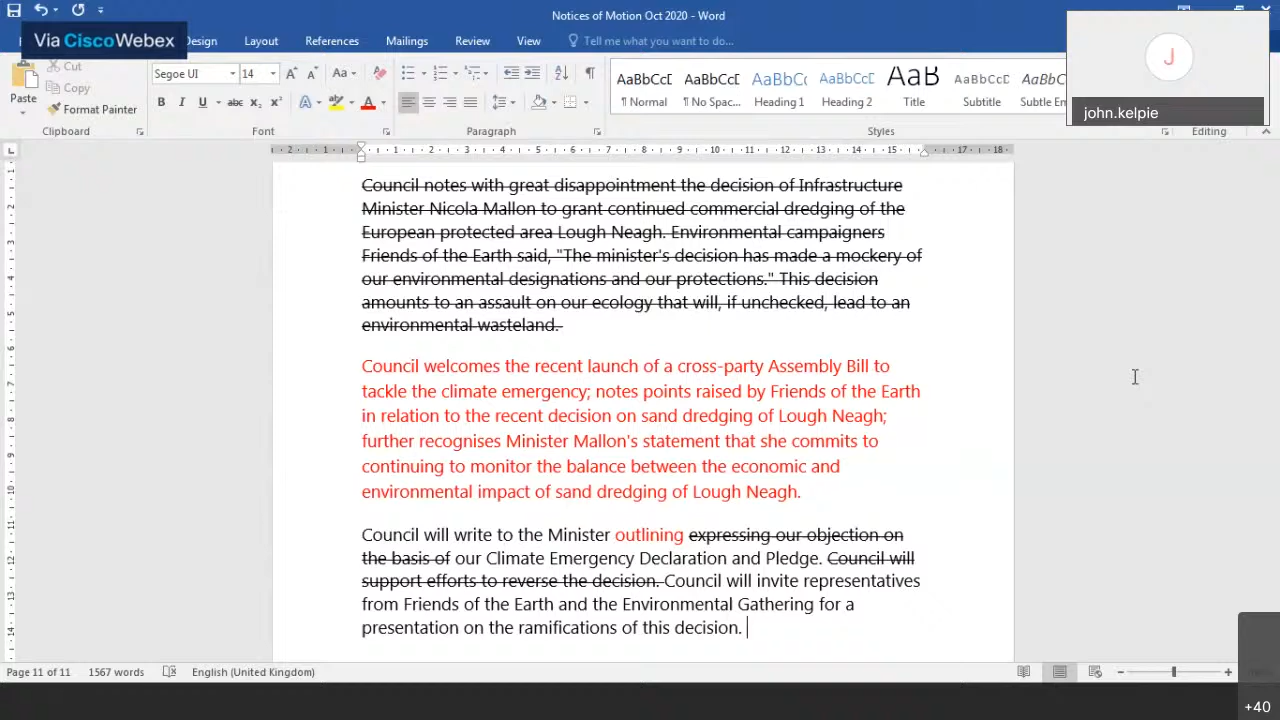 Notices of Motion Oct 2020 - Word
Via CiscoWebex
Design Layout References Mailings Review View Tell me what you want to do...
Cut
Copy
Paste
Format Painter
Segoe UI 14
AaBbCcD AaBbCcD AaBbCc AaBbCcD AaB AaBbCcD AaBbC
¶ Normal ¶ No Spac... Heading 1 Heading 2 Title Subtitle Subtle Em
J
john.kelpie
Clipboard Font Paragraph Styles Editing
Council notes with great disappointment the decision of Infrastructure
Minister Nicola Mallon to grant continued commercial dredging of the
European protected area Lough Neagh. Environmental campaigners
Friends of the Earth said, "The minister's decision has made a mockery of
our environmental designations and our protections." This decision
amounts to an assault on our ecology that will, if unchecked, lead to an
environmental wasteland.
Council welcomes the recent launch of a cross-party Assembly Bill to
tackle the climate emergency; notes points raised by Friends of the Earth
in relation to the recent decision on sand dredging of Lough Neagh;
further recognises Minister Mallon's statement that she commits to
continuing to monitor the balance between the economic and
environmental impact of sand dredging of Lough Neagh.
Council will write to the Minister outlining expressing our objection on
the basis of our Climate Emergency Declaration and Pledge. Council will
support efforts to reverse the decision. Council will invite representatives
from Friends of the Earth and the Environmental Gathering for a
presentation on the ramifications of this decision.
Page 11 of 11 1567 words English (United Kingdom)
+40